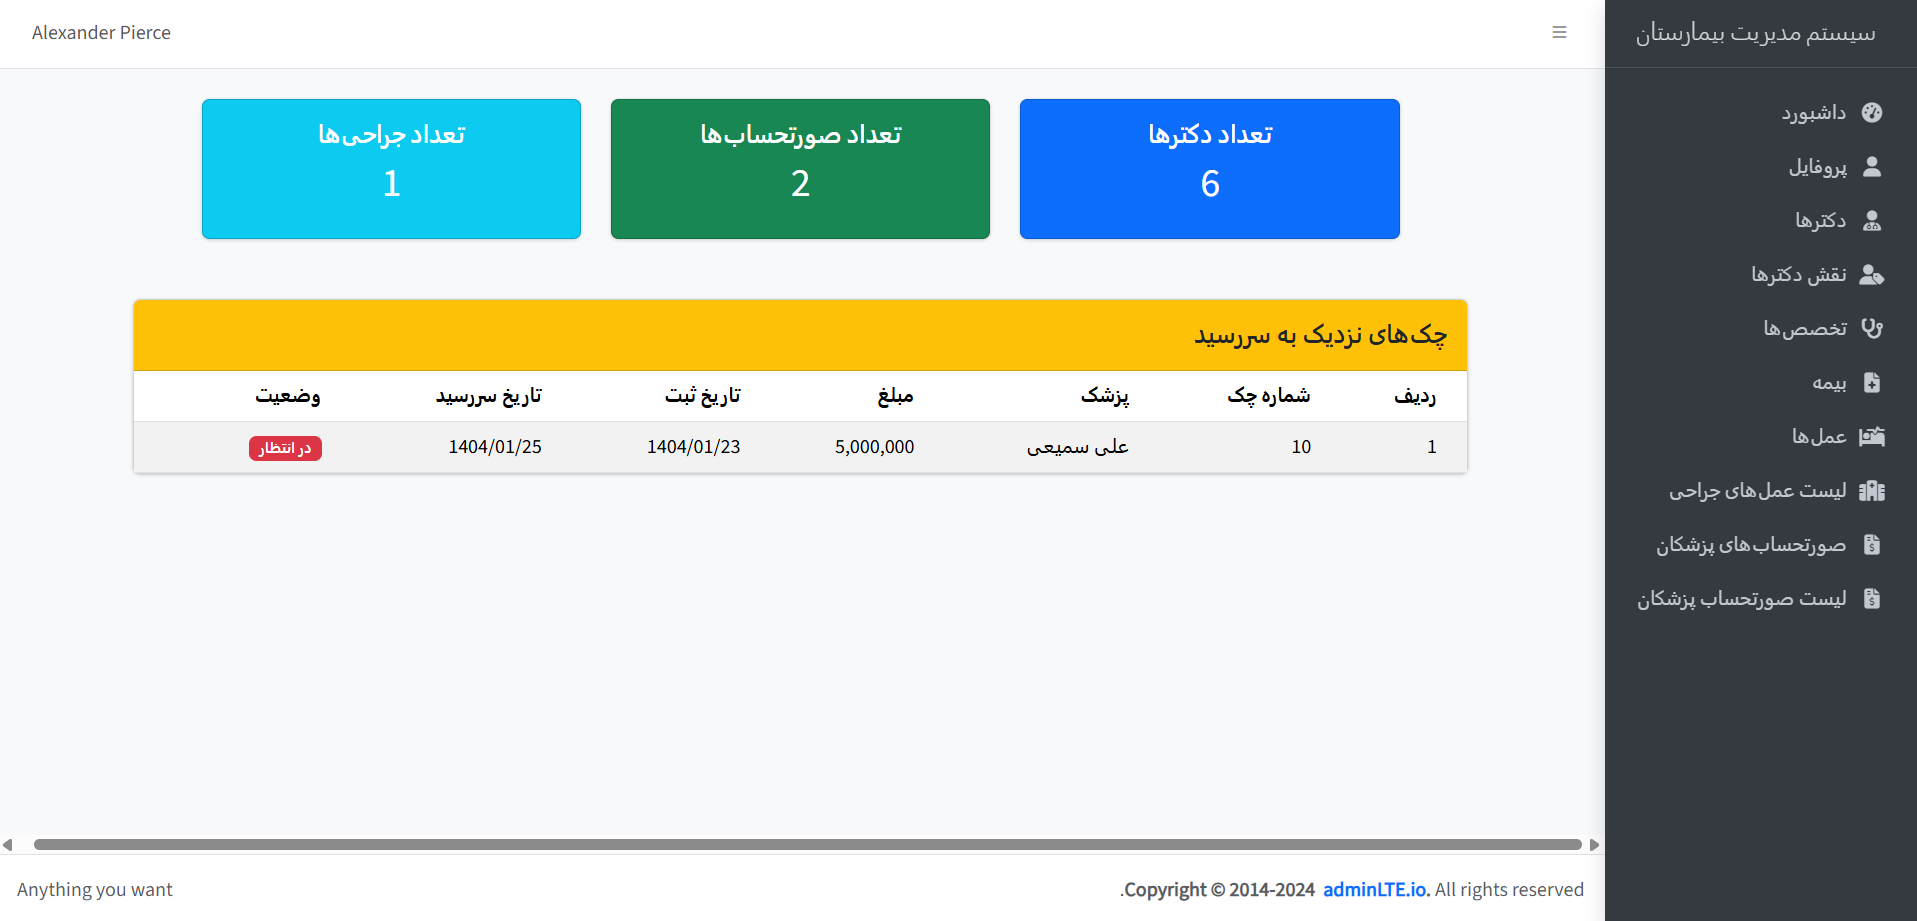 سیستم مدیریت بیمارستان
داشبورد
پروفایل
دکترها
نقش دکترها
تخصص‌ها
بیمه
عمل‌ها
لیست عمل‌های جراحی
صورتحساب‌های پزشکان
لیست صورتحساب پزشکان
Alexander Pierce
تعداد دکترها
6
تعداد صورتحساب‌ها
2
تعداد جراحی‌ها
1
چک‌های نزدیک به سررسید
ردیف شماره چک پزشک مبلغ تاریخ ثبت تاریخ سررسید وضعیت
1 10 علی سمیعی 5,000,000 1404/01/23 1404/01/25 در انتظار
.Copyright © 2014-2024 adminLTE.io. All rights reserved
Anything you want